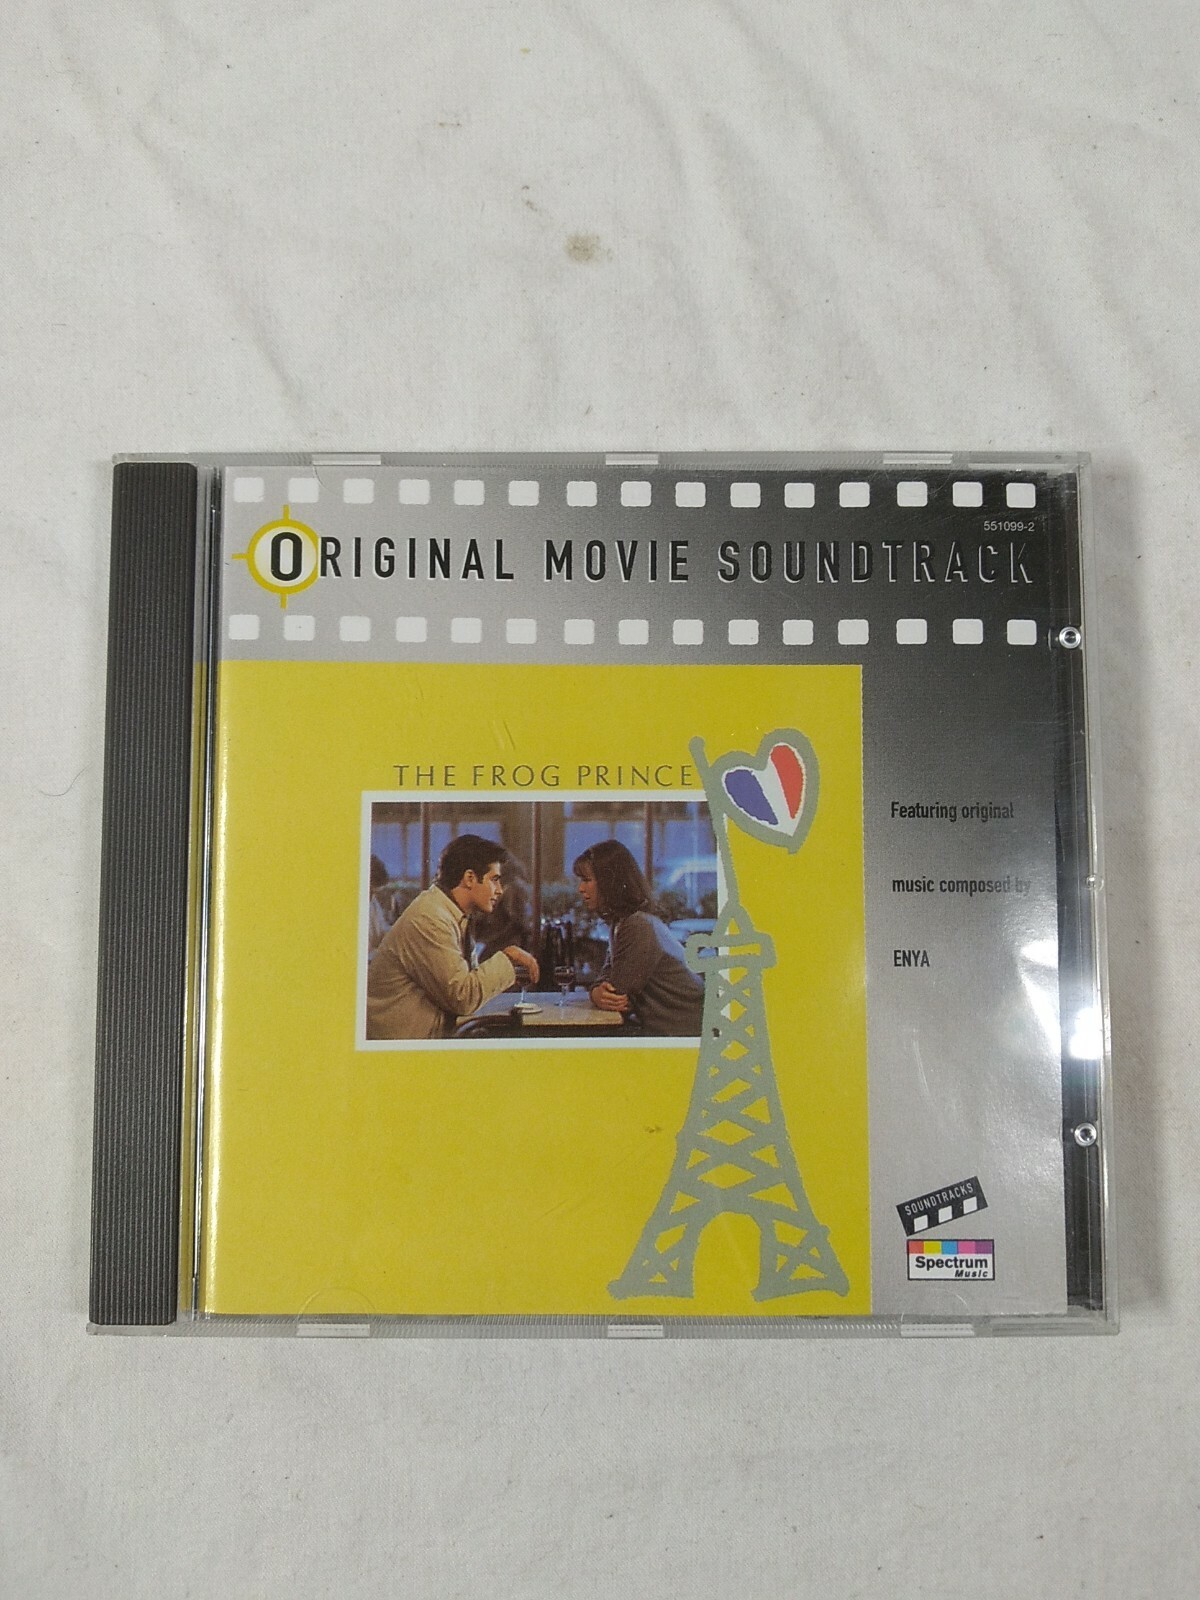 551099-2
ORIGINAL MOVIE SOUNDTRACK
THE FROG PRINCE
Featuring original
music composed by
ENYA
SOUNDTRACKS
Spectrum
Music